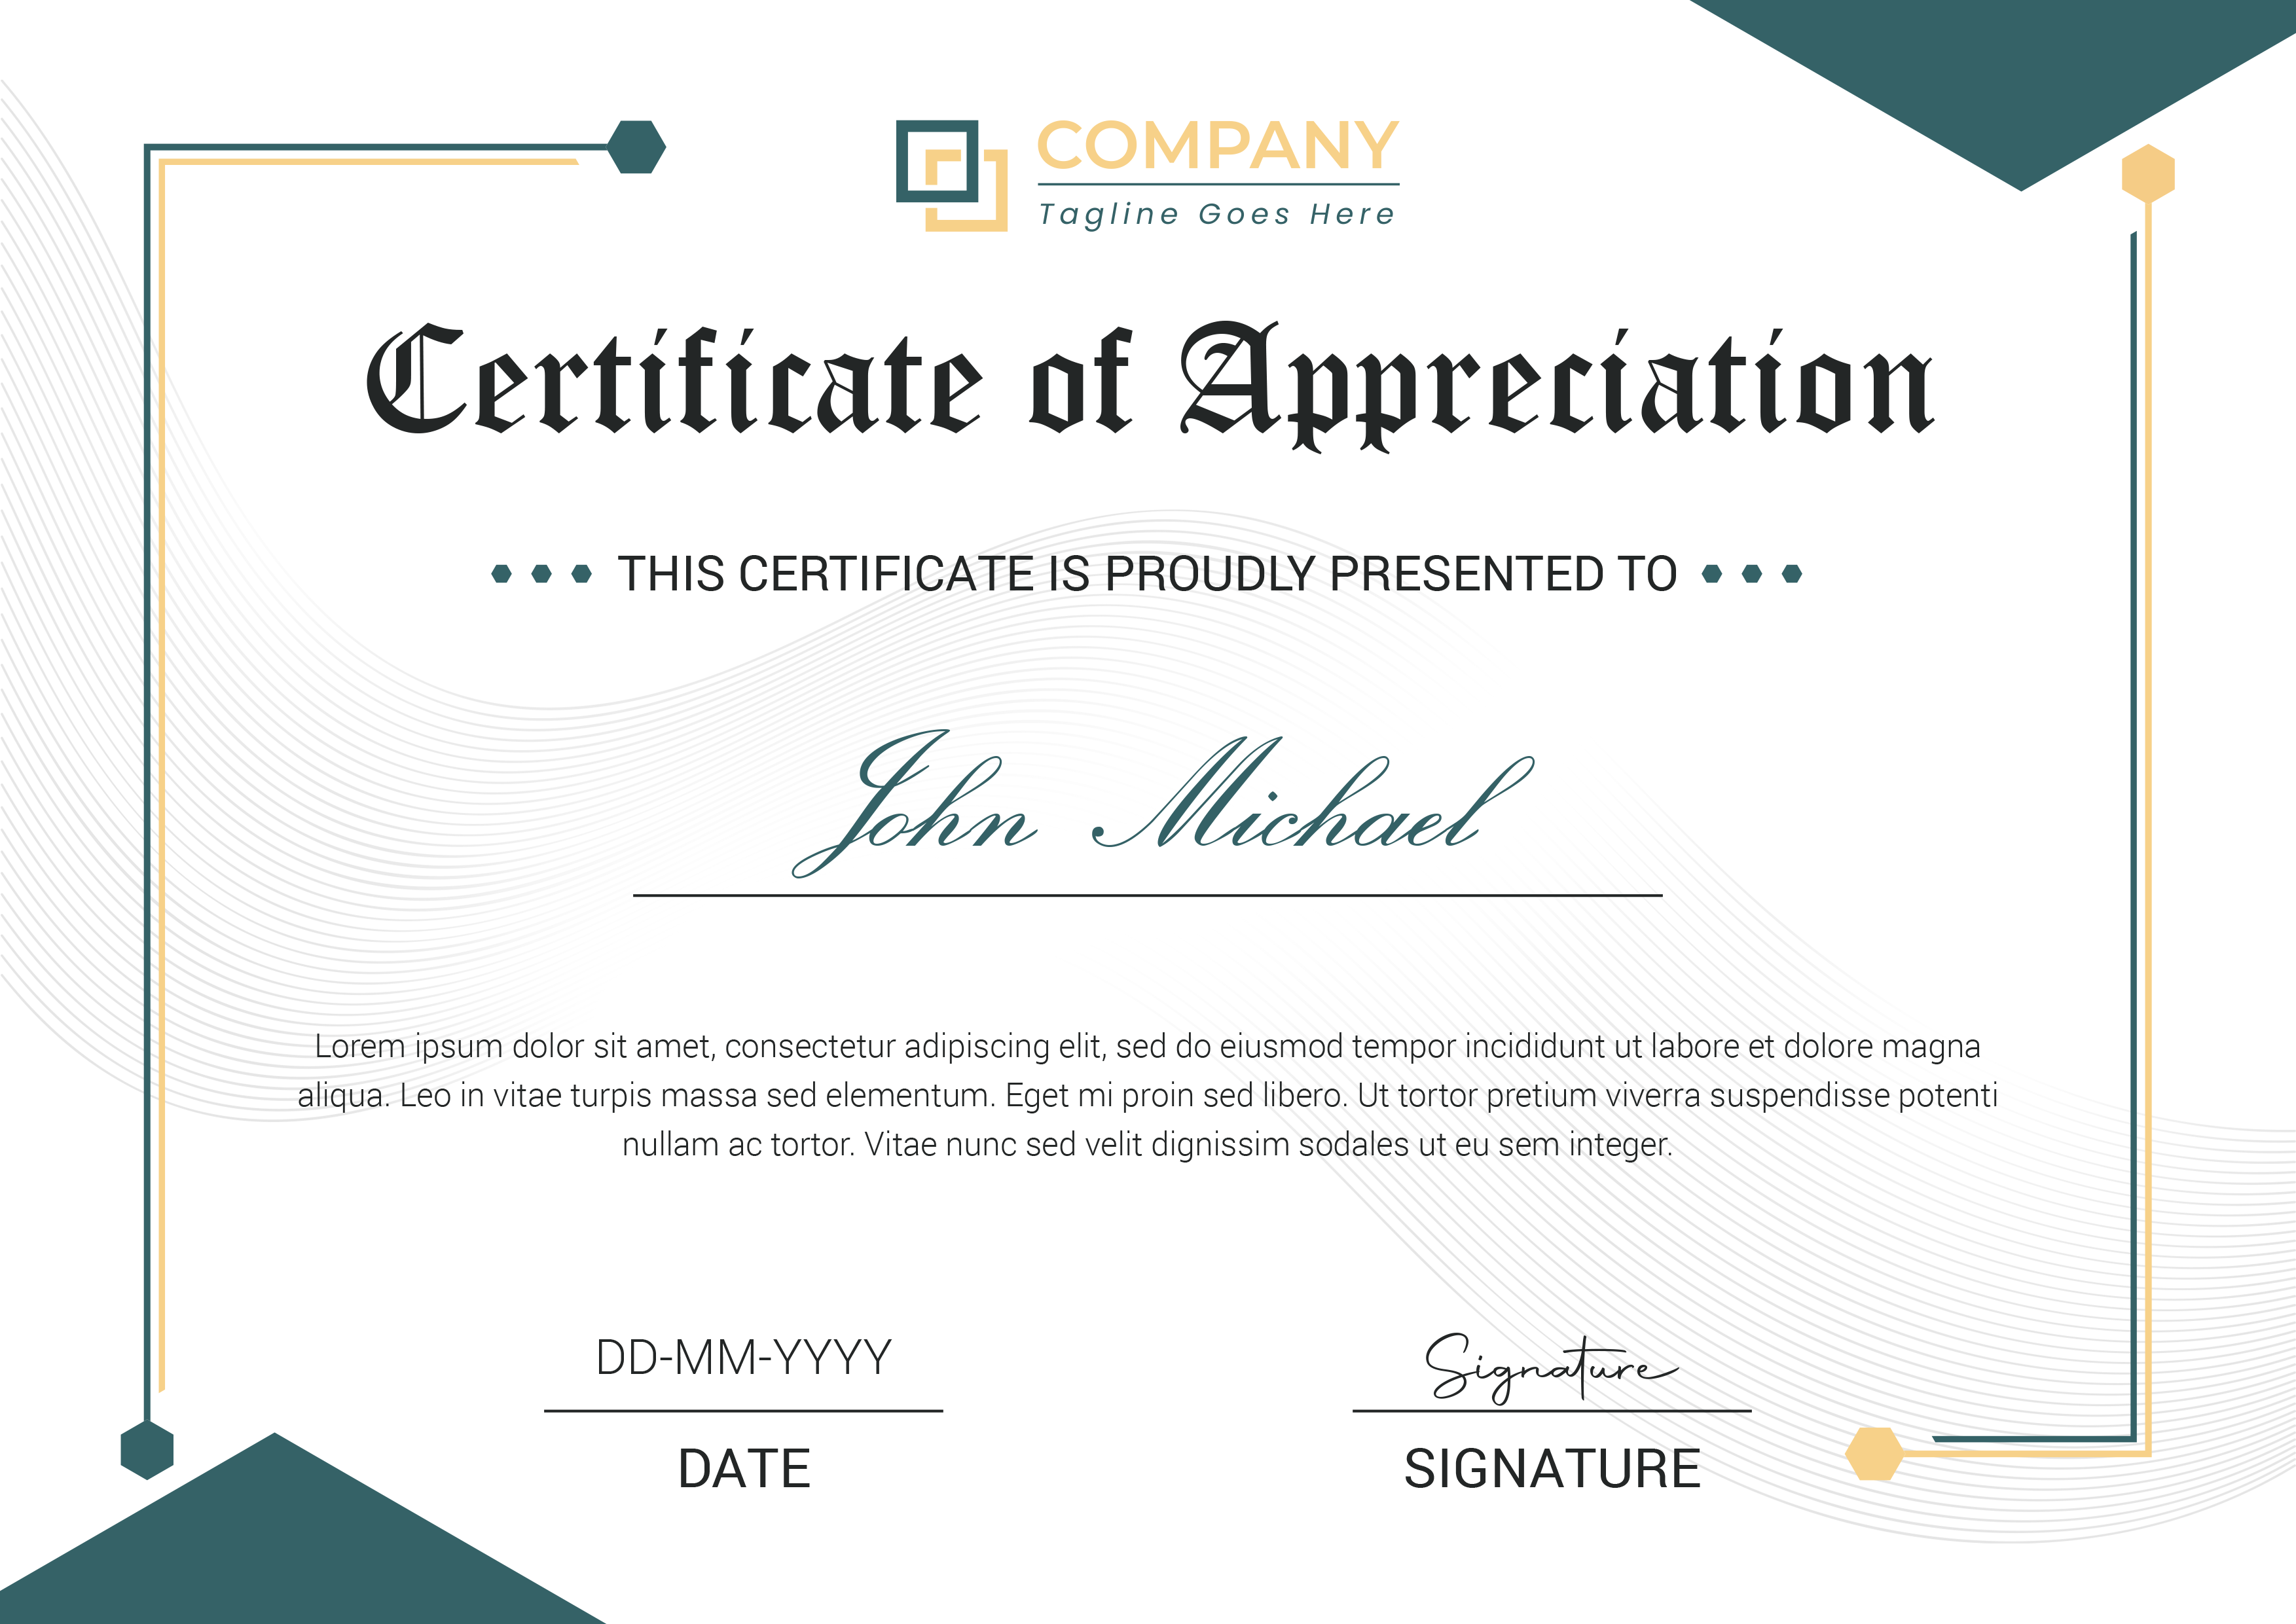 COMPANY
Tagline Goes Here
Certificate of Appreciation
THIS CERTIFICATE IS PROUDLY PRESENTED TO
John Michael
Lorem ipsum dolor sit amet, consectetur adipiscing elit, sed do eiusmod tempor incididunt ut labore et dolore magna
aliqua. Leo in vitae turpis massa sed elementum. Eget mi proin sed libero. Ut tortor pretium viverra suspendisse potenti
nullam ac tortor. Vitae nunc sed velit dignissim sodales ut eu sem integer.
DD-MM-YYYY
DATE
Signature
SIGNATURE